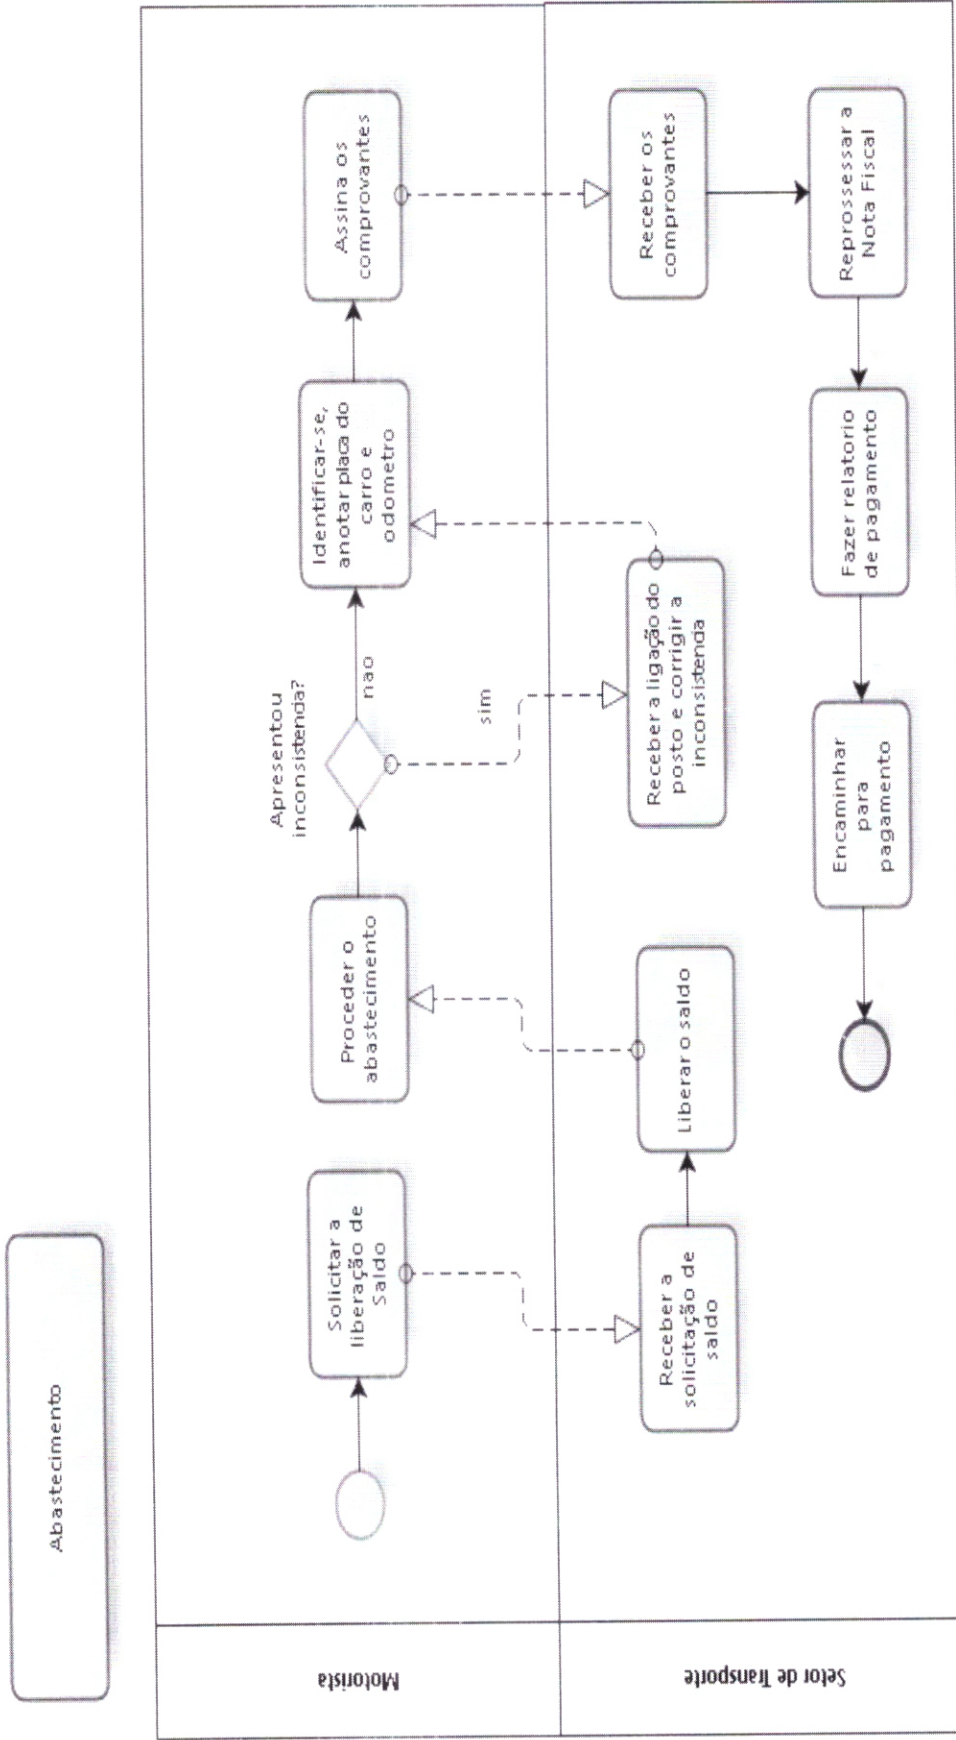 Abastecimento
Motorista
Solicitar a
liberação de
Saldo
Proceder o
abastecimento
Apresentou
inconsistenda?
nao
sim
Identificar-se,
anotar placa do
carro e
odometro
Assina os
comprovantes
Setor de Transporte
Receber a
solicitação de
saldo
Liberar o saldo
Receber a ligação do
posto e corrigir a
inconsistenda
Receber os
comprovantes
Reprossessar a
Nota Fiscal
Fazer relatorio
de pagamento
Encaminhar
para
pagamento